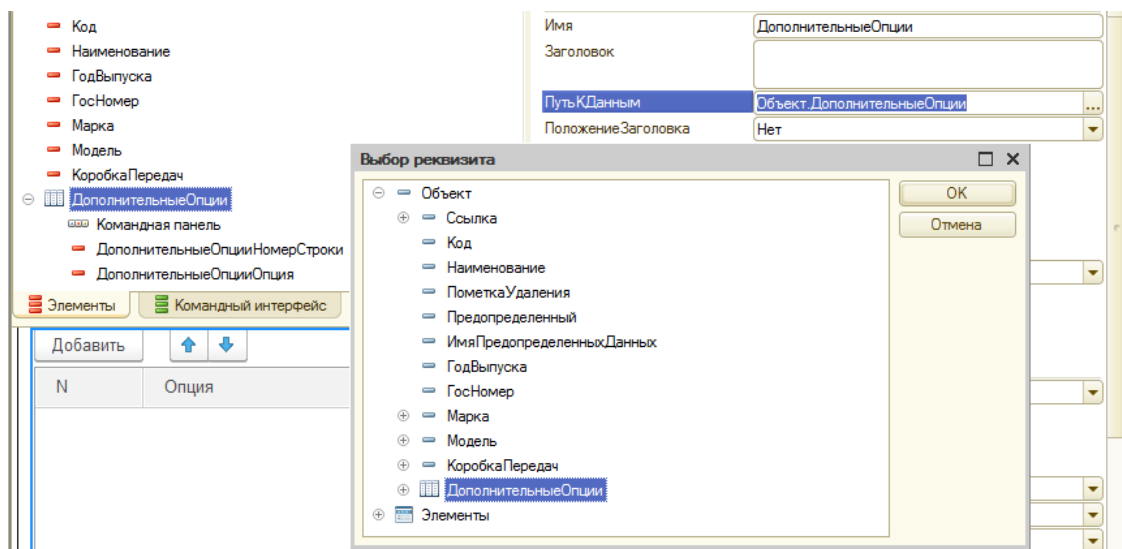 Код
Наименование
ГодВыпуска
ГосНомер
Марка
Модель
КоробкаПередач
ДополнительныеОпции
Командная панель
ДополнительныеОпцииНомерСтроки
ДополнительныеОпцииОпция
Элементы
Командный интерфейс
Добавить
N Опция
Имя ДополнительныеОпции
Заголовок
ПутьКДанным Объект.ДополнительныеОпции ...
ПоложениеЗаголовка Нет
Выбор реквизита
Объект
Ссылка
Код
Наименование
ПометкаУдаления
Предопределенный
ИмяПредопределенныхДанных
ГодВыпуска
ГосНомер
Марка
Модель
КоробкаПередач
ДополнительныеОпции
Элементы
OK
Отмена